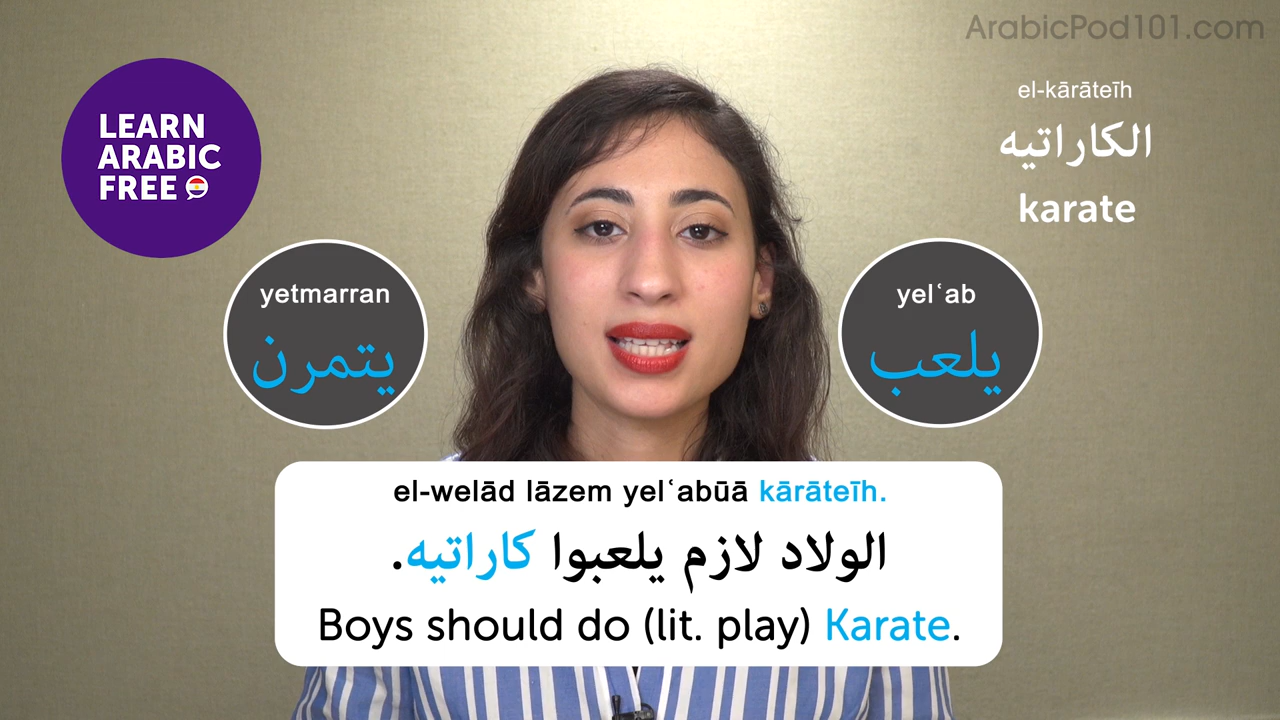 ArabicPod101.com
LEARN
ARABIC
FREE
el-kārāteīh
الكاراتيه
karate
yetmarran
يتمرن
yelʿab
يلعب
el-welād lāzem yelʿabūā kārāteīh.
الولاد لازم يلعبوا كاراتيه.
Boys should do (lit. play) Karate.